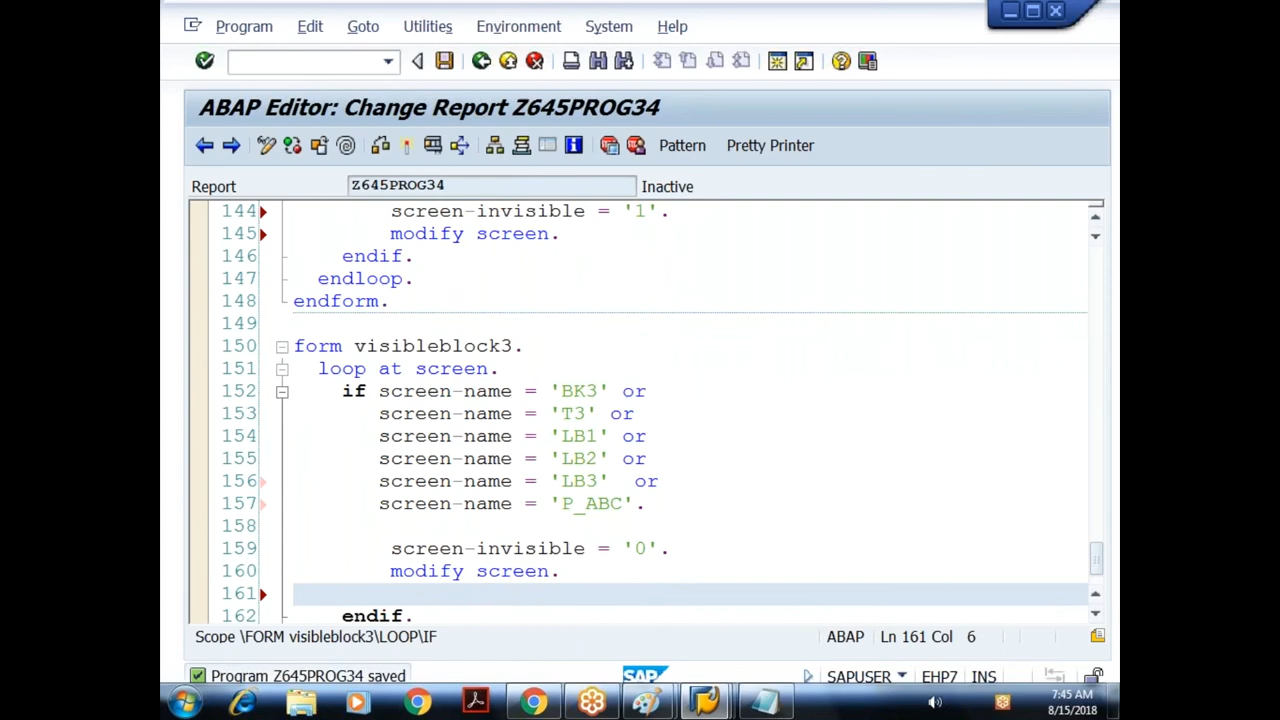 Program Edit Goto Utilities Environment System Help
ABAP Editor: Change Report Z645PROG34
Pattern Pretty Printer
Report Z645PROG34 Inactive
144 screen-invisible = '1'.
145 modify screen.
146 endif.
147 endloop.
148 endform.
149
150 form visibleblock3.
151 loop at screen.
152 if screen-name = 'BK3' or
153 screen-name = 'T3' or
154 screen-name = 'LB1' or
155 screen-name = 'LB2' or
156 screen-name = 'LB3' or
157 screen-name = 'P_ABC'.
158
159 screen-invisible = '0'.
160 modify screen.
161
162 endif.
Scope \FORM visibleblock3\LOOP\IF ABAP Ln 161 Col 6
Program Z645PROG34 saved SAP SAPUSER EHP7 INS
7:45 AM
8/15/2018